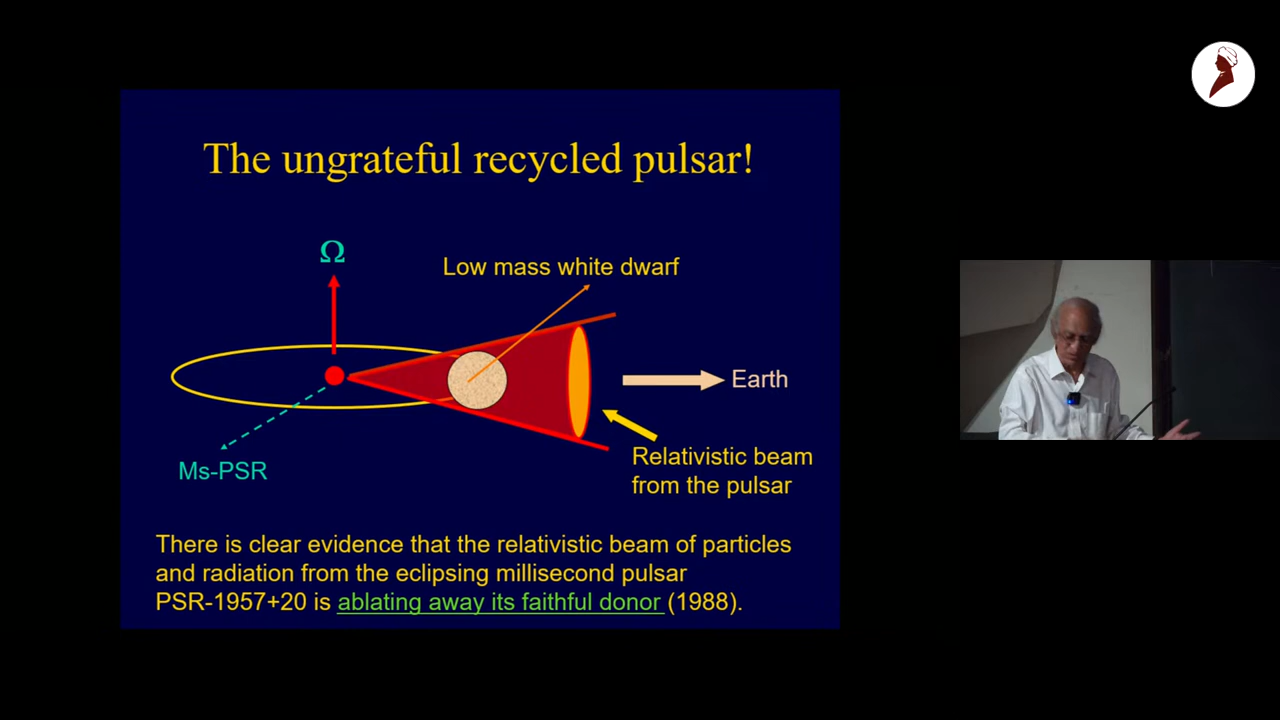 The ungrateful recycled pulsar!
Ω
Low mass white dwarf
Earth
Relativistic beam
from the pulsar
Ms-PSR
There is clear evidence that the relativistic beam of particles
and radiation from the eclipsing millisecond pulsar
PSR-1957+20 is ablating away its faithful donor (1988).